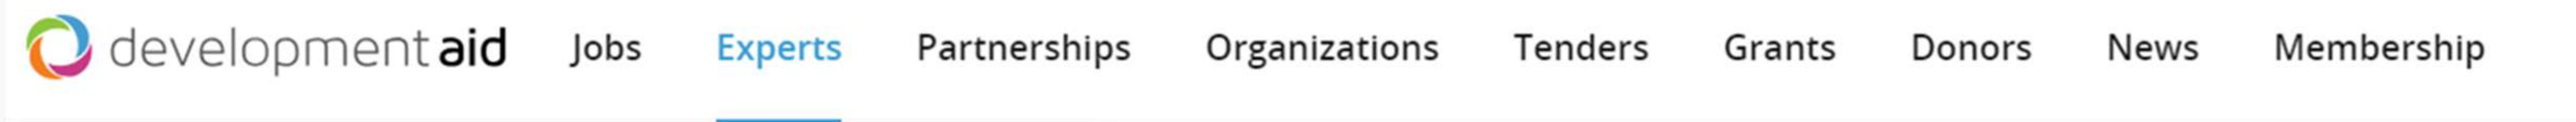 developmentaid Jobs Experts Partnerships Organizations Tenders Grants Donors News Membership